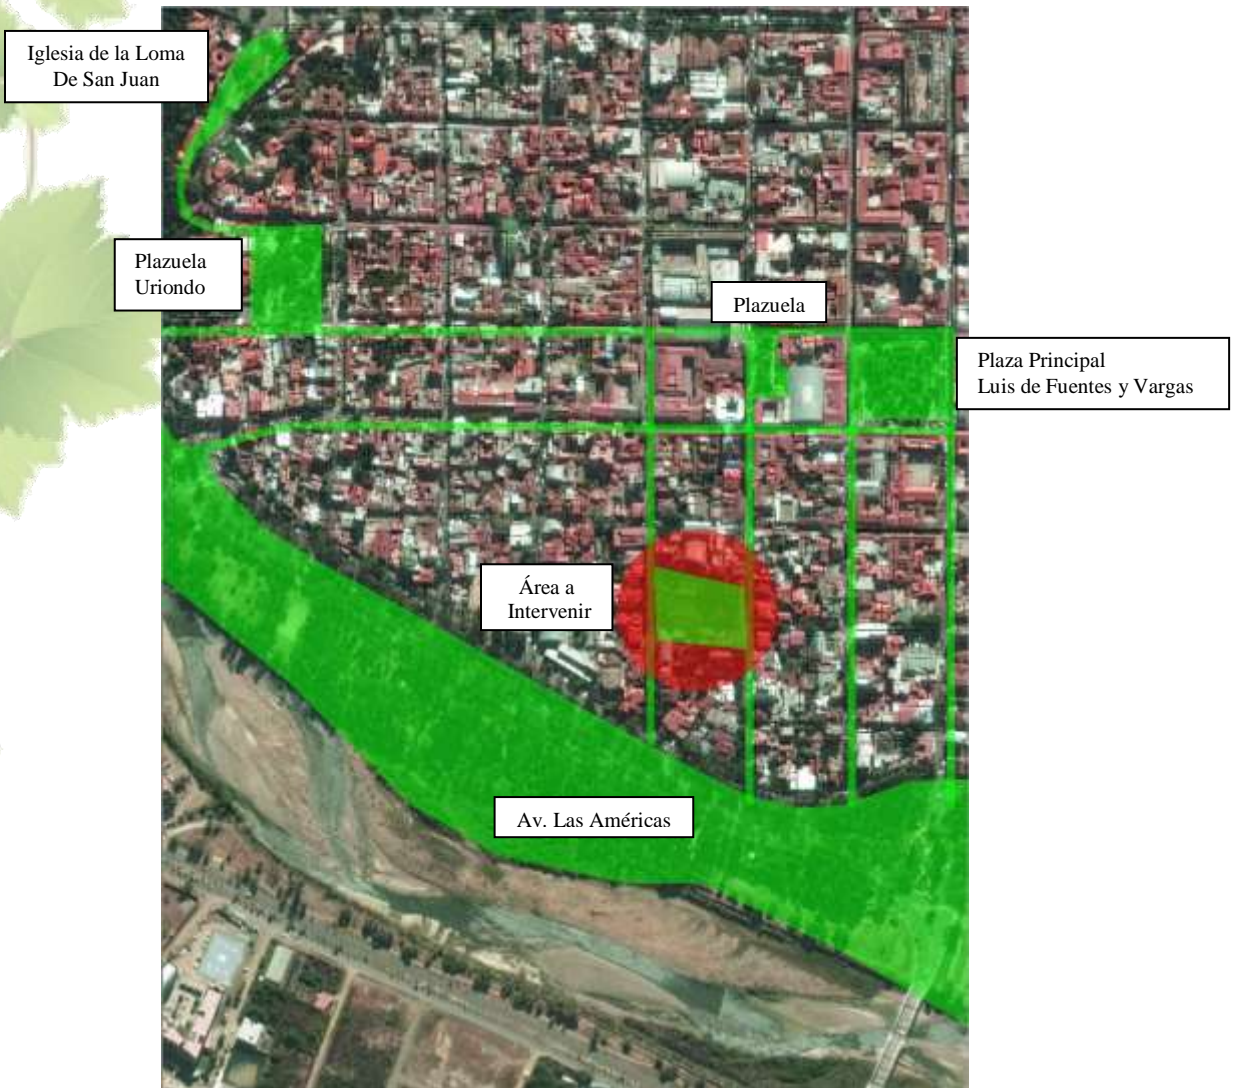 Iglesia de la Loma
De San Juan
Plazuela
Uriondo
Plazuela
Plaza Principal
Luis de Fuentes y Vargas
Área a
Intervenir
Av. Las Américas